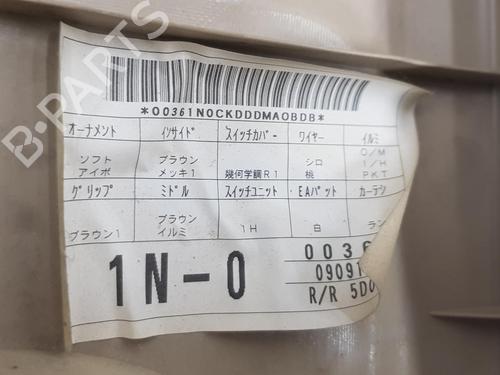 *00361N0CKDDDMAOBDB*
オーナメント インサイド スイッチカバー ワイヤー イルミ
O/M
ソフト ブラウン シロ I/H
アイボ メッキ1 幾何学調R1 桃 PKT
グリップ ミドル スイッチユニット EAパット カーテン
ブラウン
ブラウン1 イルミ 1H 白
1N-0
R/R
B-PARTS